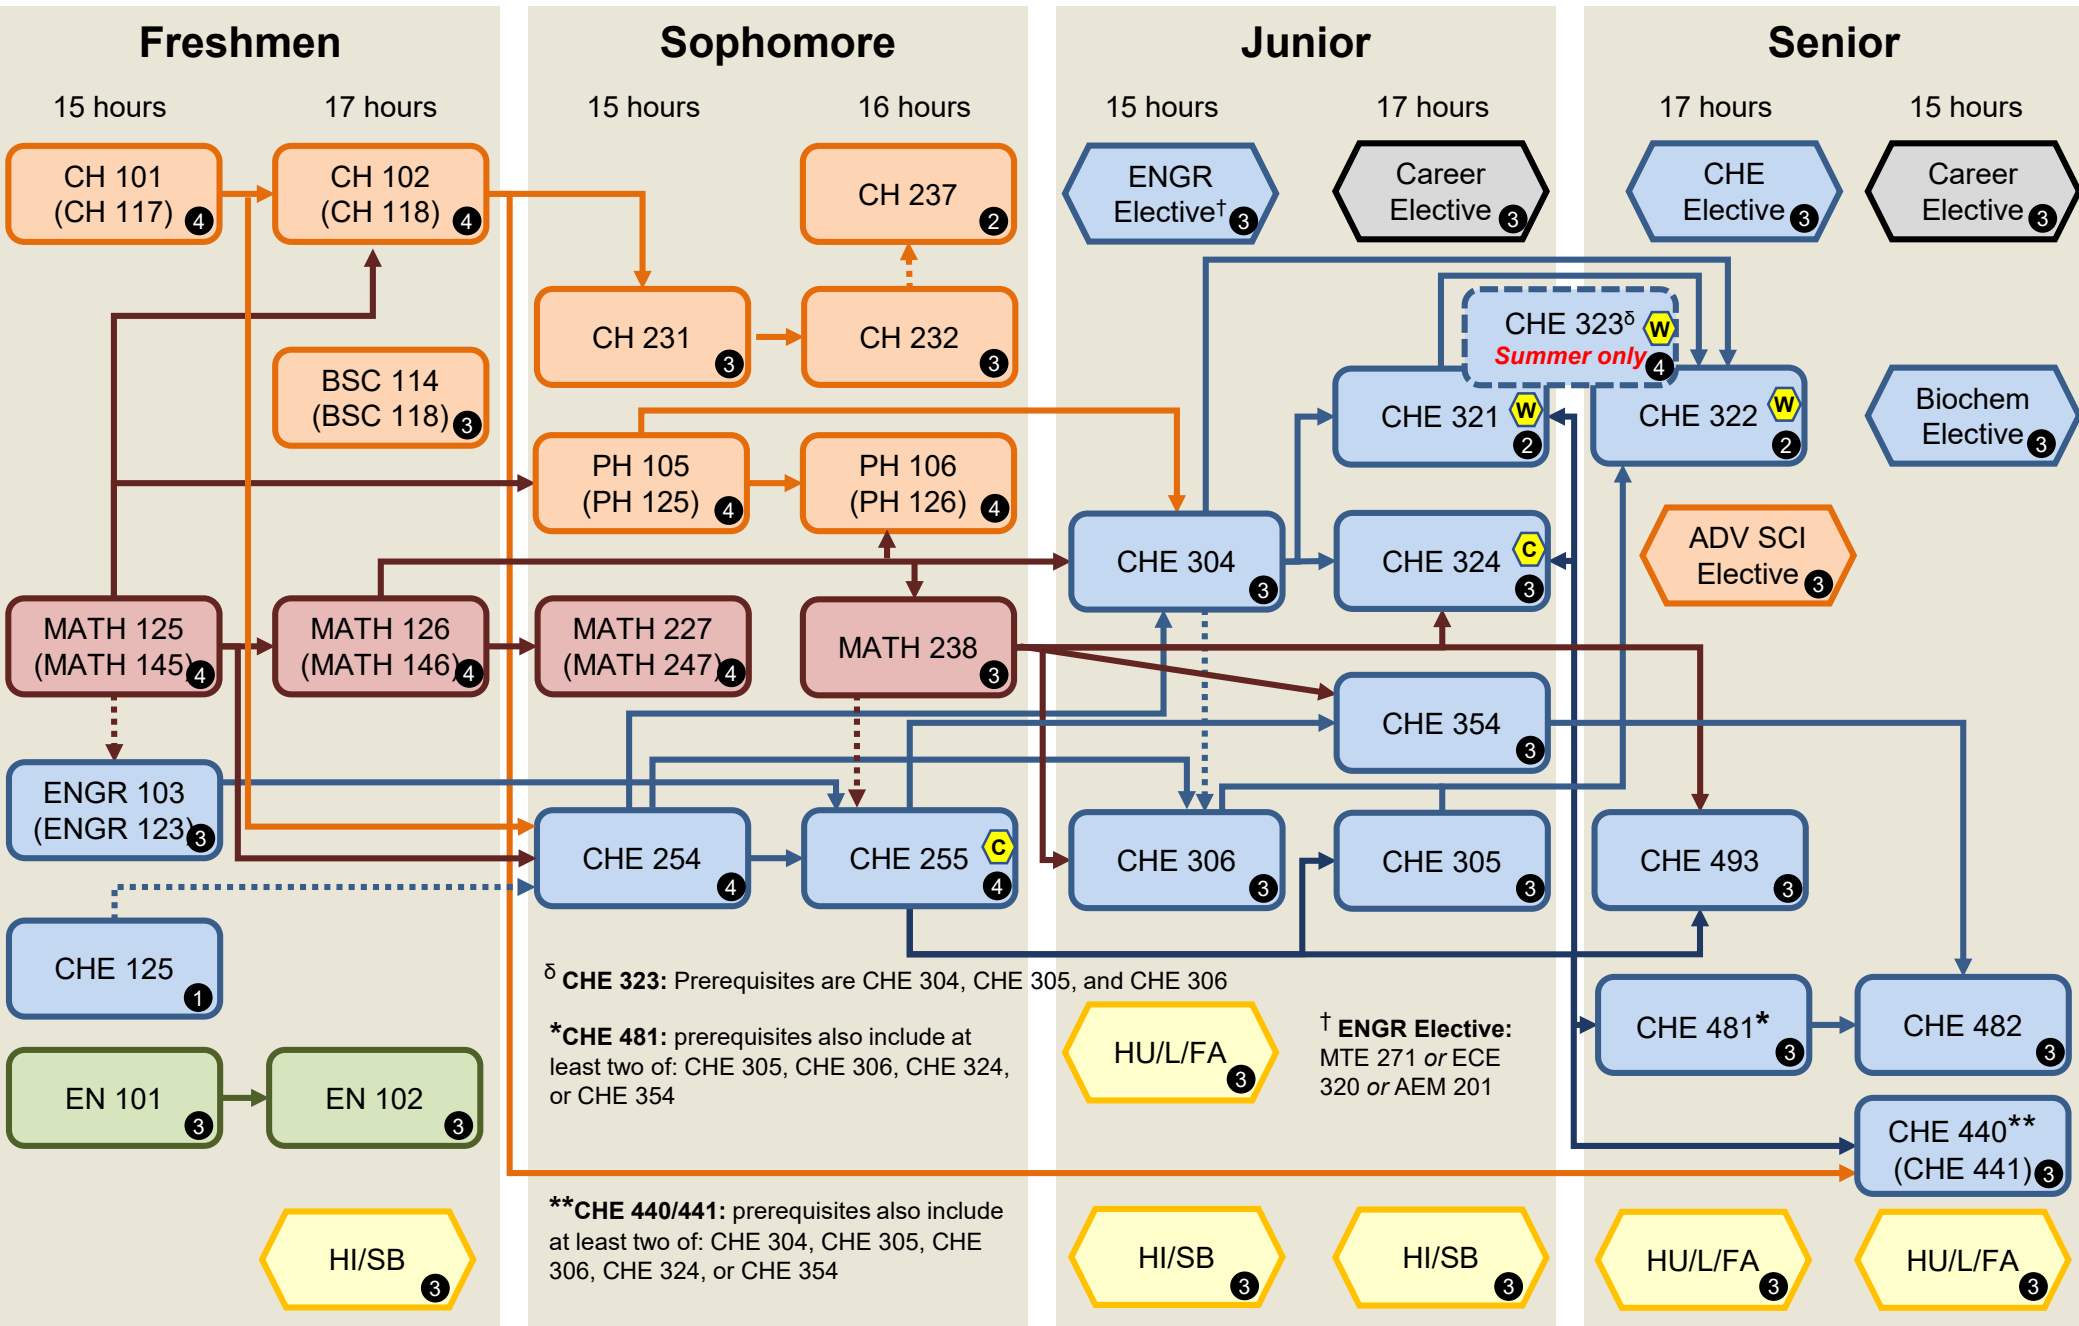 Freshmen
15 hours
17 hours
CH 101
(CH 117)
4
CH 102
(CH 118)
4
BSC 114
(BSC 118)
3
MATH 125
(MATH 145)
4
MATH 126
(MATH 146)
4
ENGR 103
(ENGR 123)
3
CHE 125
1
EN 101
3
EN 102
3
HI/SB
3
Sophomore
15 hours
16 hours
CH 237
2
CH 231
3
CH 232
3
PH 105
(PH 125)
4
PH 106
(PH 126)
4
MATH 227
(MATH 247)
4
MATH 238
3
CHE 254
4
CHE 255
C
4
δ CHE 323: Prerequisites are CHE 304, CHE 305, and CHE 306
*CHE 481: prerequisites also include at
least two of: CHE 305, CHE 306, CHE 324,
or CHE 354
**CHE 440/441: prerequisites also include
at least two of: CHE 304, CHE 305, CHE
306, CHE 324, or CHE 354
Junior
15 hours
17 hours
ENGR
Elective†
3
Career
Elective
3
CHE 323δ
W
Summer only
4
CHE 321
W
2
CHE 304
3
CHE 324
C
3
CHE 354
3
CHE 306
3
CHE 305
3
HU/L/FA
3
† ENGR Elective:
MTE 271 or ECE
320 or AEM 201
HI/SB
3
HI/SB
3
Senior
17 hours
15 hours
CHE
Elective
3
Career
Elective
3
CHE 322
W
2
Biochem
Elective
3
ADV SCI
Elective
3
CHE 493
3
CHE 481*
3
CHE 482
3
CHE 440**
(CHE 441)
3
HU/L/FA
3
HU/L/FA
3